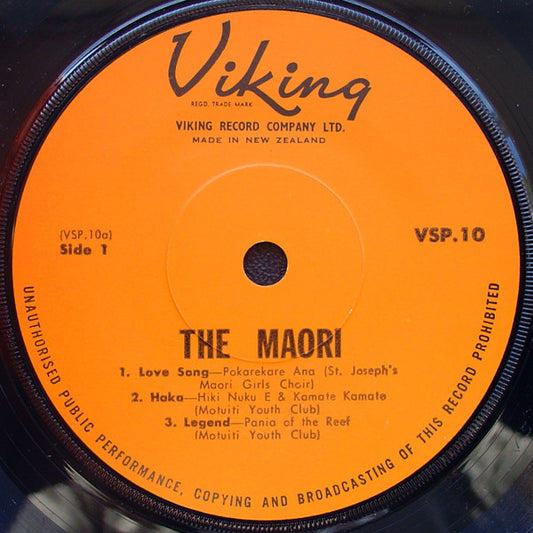 Viking
REGD. TRADE MARK
VIKING RECORD COMPANY LTD.
MADE IN NEW ZEALAND
(VSP.10a)
Side 1
VSP.10
THE MAORI
1. Love Song—Pokarekare Ana (St. Joseph's
Maori Girls Choir)
2. Haka—Hiki Nuku E & Kamate Kamate
(Motuiti Youth Club)
3. Legend—Pania of the Reef
(Motuiti Youth Club)
UNAUTHORISED PUBLIC PERFORMANCE, COPYING AND BROADCASTING OF THIS RECORD PROHIBITED